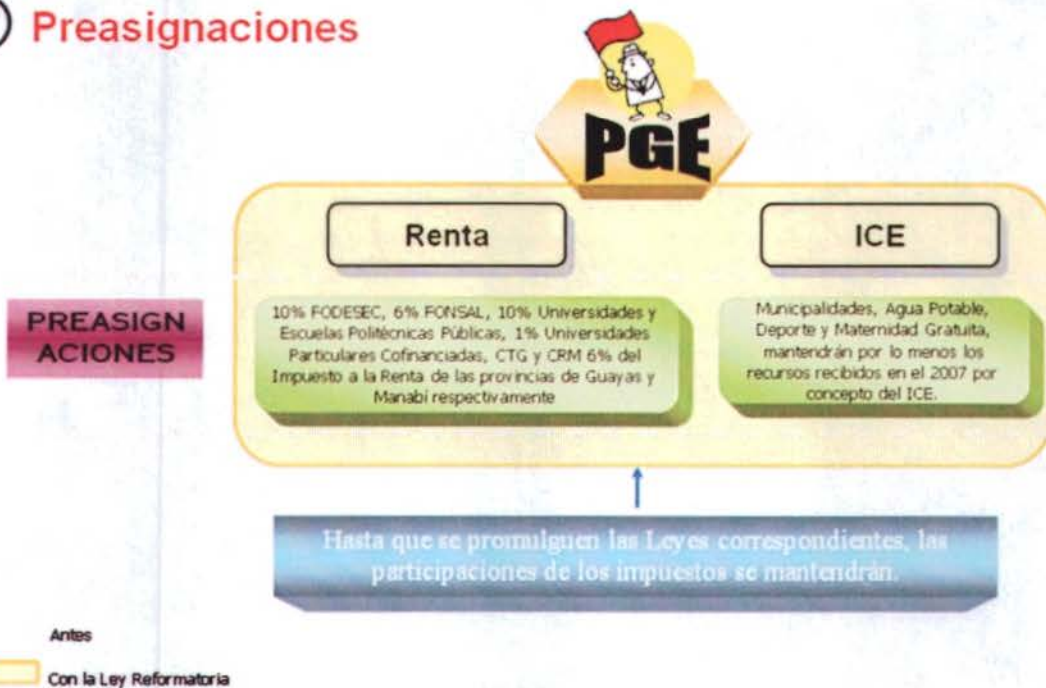 Preasignaciones
PGE
Renta
ICE
PREASIGN
ACIONES
10% FODESEC, 6% FONSAL, 10% Universidades y
Escuelas Politécnicas Públicas, 1% Universidades
Particulares Cofinanciadas, CTG y CRM 6% del
Impuesto a la Renta de las provincias de Guayas y
Manabí respectivamente
Municipalidades, Agua Potable,
Deporte y Maternidad Gratuita,
mantendrán por lo menos los
recursos recibidos en el 2007 por
concepto del ICE.
Hasta que se promulguen las Leyes correspondientes, las
participaciones de los impuestos se mantendrán.
Antes
Con la Ley Reformatoria